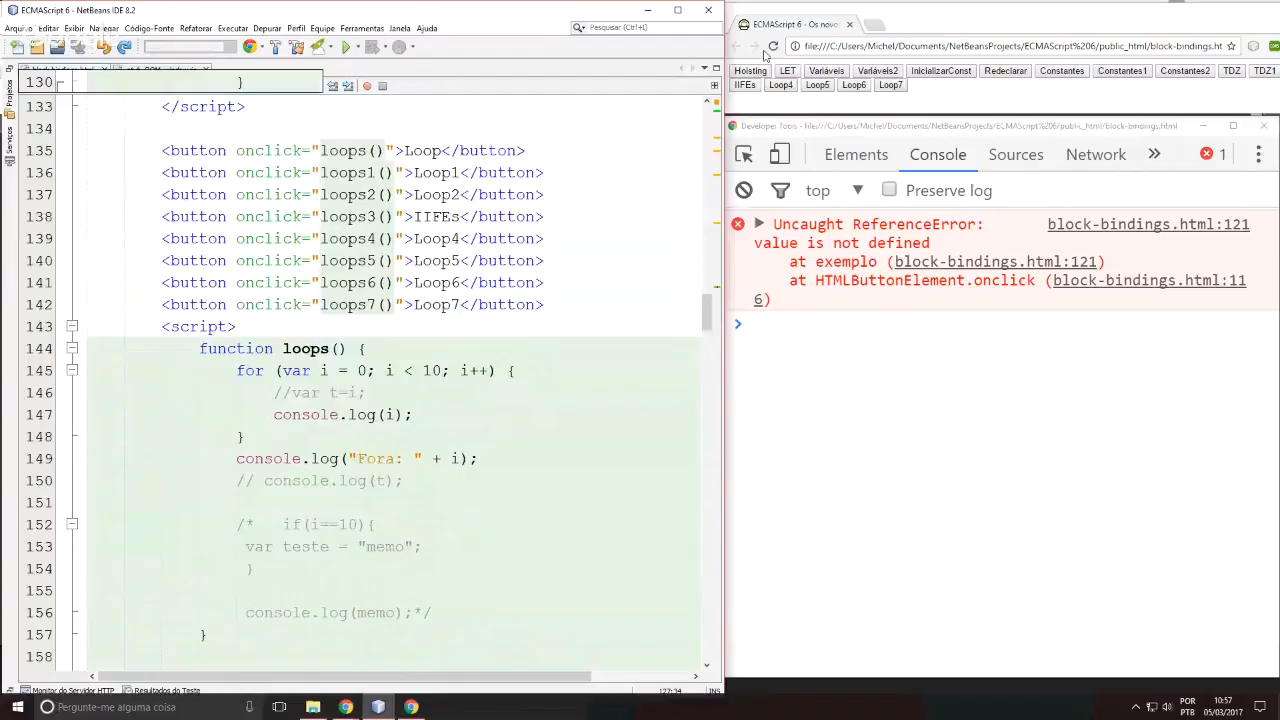 ECMAScript 6 - NetBeans IDE 8.2
Arquivo Editar Exibir Navegar Código-Fonte Refatorar Executar Depurar Perfil Equipe Ferramentas Janela Ajuda
Pesquisar (Ctrl+I)
Projetos
Serviços
130 }
133 </script>
134
135 <button onclick="loops()">Loop</button>
136 <button onclick="loops1()">Loop1</button>
137 <button onclick="loops2()">Loop2</button>
138 <button onclick="loops3()">IIFEs</button>
139 <button onclick="loops4()">Loop4</button>
140 <button onclick="loops5()">Loop5</button>
141 <button onclick="loops6()">Loop6</button>
142 <button onclick="loops7()">Loop7</button>
143 <script>
144 function loops() {
145 for (var i = 0; i < 10; i++) {
146 //var t=i;
147 console.log(i);
148 }
149 console.log("Fora: " + i);
150 // console.log(t);
151
152 /* if(i==10){
153 var teste = "memo";
154 }
155
156 console.log(memo);*/
157 }
158
Monitor do Servidor HTTP Resultados do Teste
127:34 INS
ECMAScript 6 - Os novos
file:///C:/Users/Michel/Documents/NetBeansProjects/ECMAScript%206/public_html/block-bindings.ht
Hoisting LET Variáveis Variáveis2 InicializarConst Redeclarar Constantes Constantes1 Constantes2 TDZ TDZ1
IIFEs Loop4 Loop5 Loop6 Loop7
Developer Tools - file:///C:/Users/Michel/Documents/NetBeansProjects/ECMAScript%206/public_html/block-bindings.html
Elements Console Sources Network 1
top Preserve log
Uncaught ReferenceError: block-bindings.html:121
value is not defined
at exemplo (block-bindings.html:121)
at HTMLButtonElement.onclick (block-bindings.html:11
6)
Pergunte-me alguma coisa
POR
PTB
10:57
05/03/2017